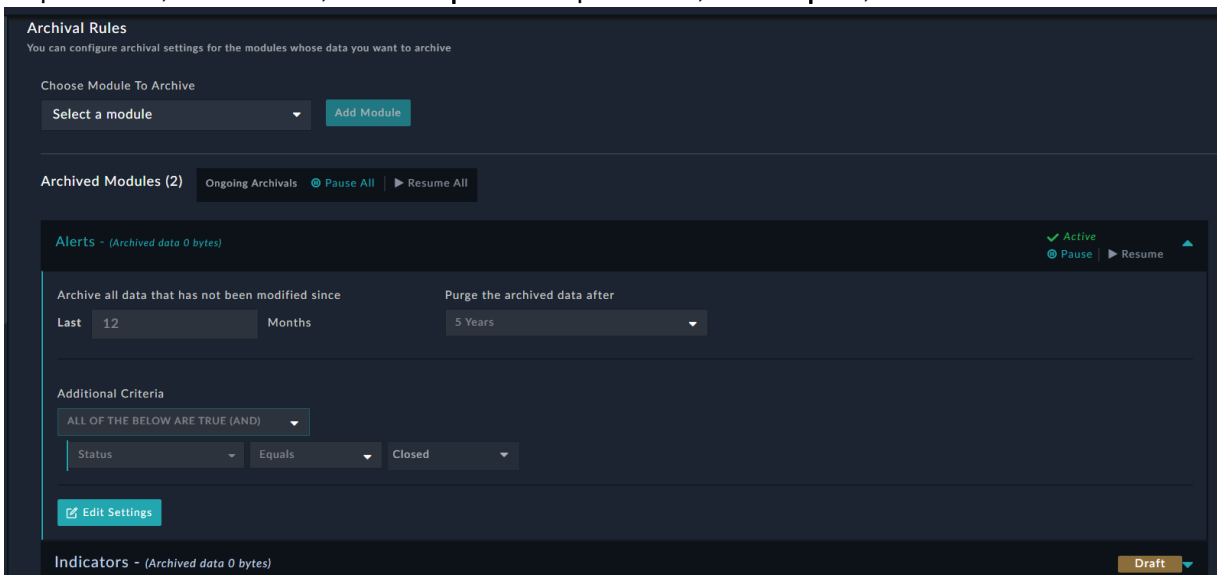 Archival Rules
You can configure archival settings for the modules whose data you want to archive
Choose Module To Archive
Select a module
Add Module
Archived Modules (2) Ongoing Archivals Pause All Resume All
Alerts - (Archived data 0 bytes)
Active
Pause Resume
Archive all data that has not been modified since Purge the archived data after
Last 12 Months 5 Years
Additional Criteria
ALL OF THE BELOW ARE TRUE (AND)
Status Equals Closed
Edit Settings
Indicators - (Archived data 0 bytes) Draft